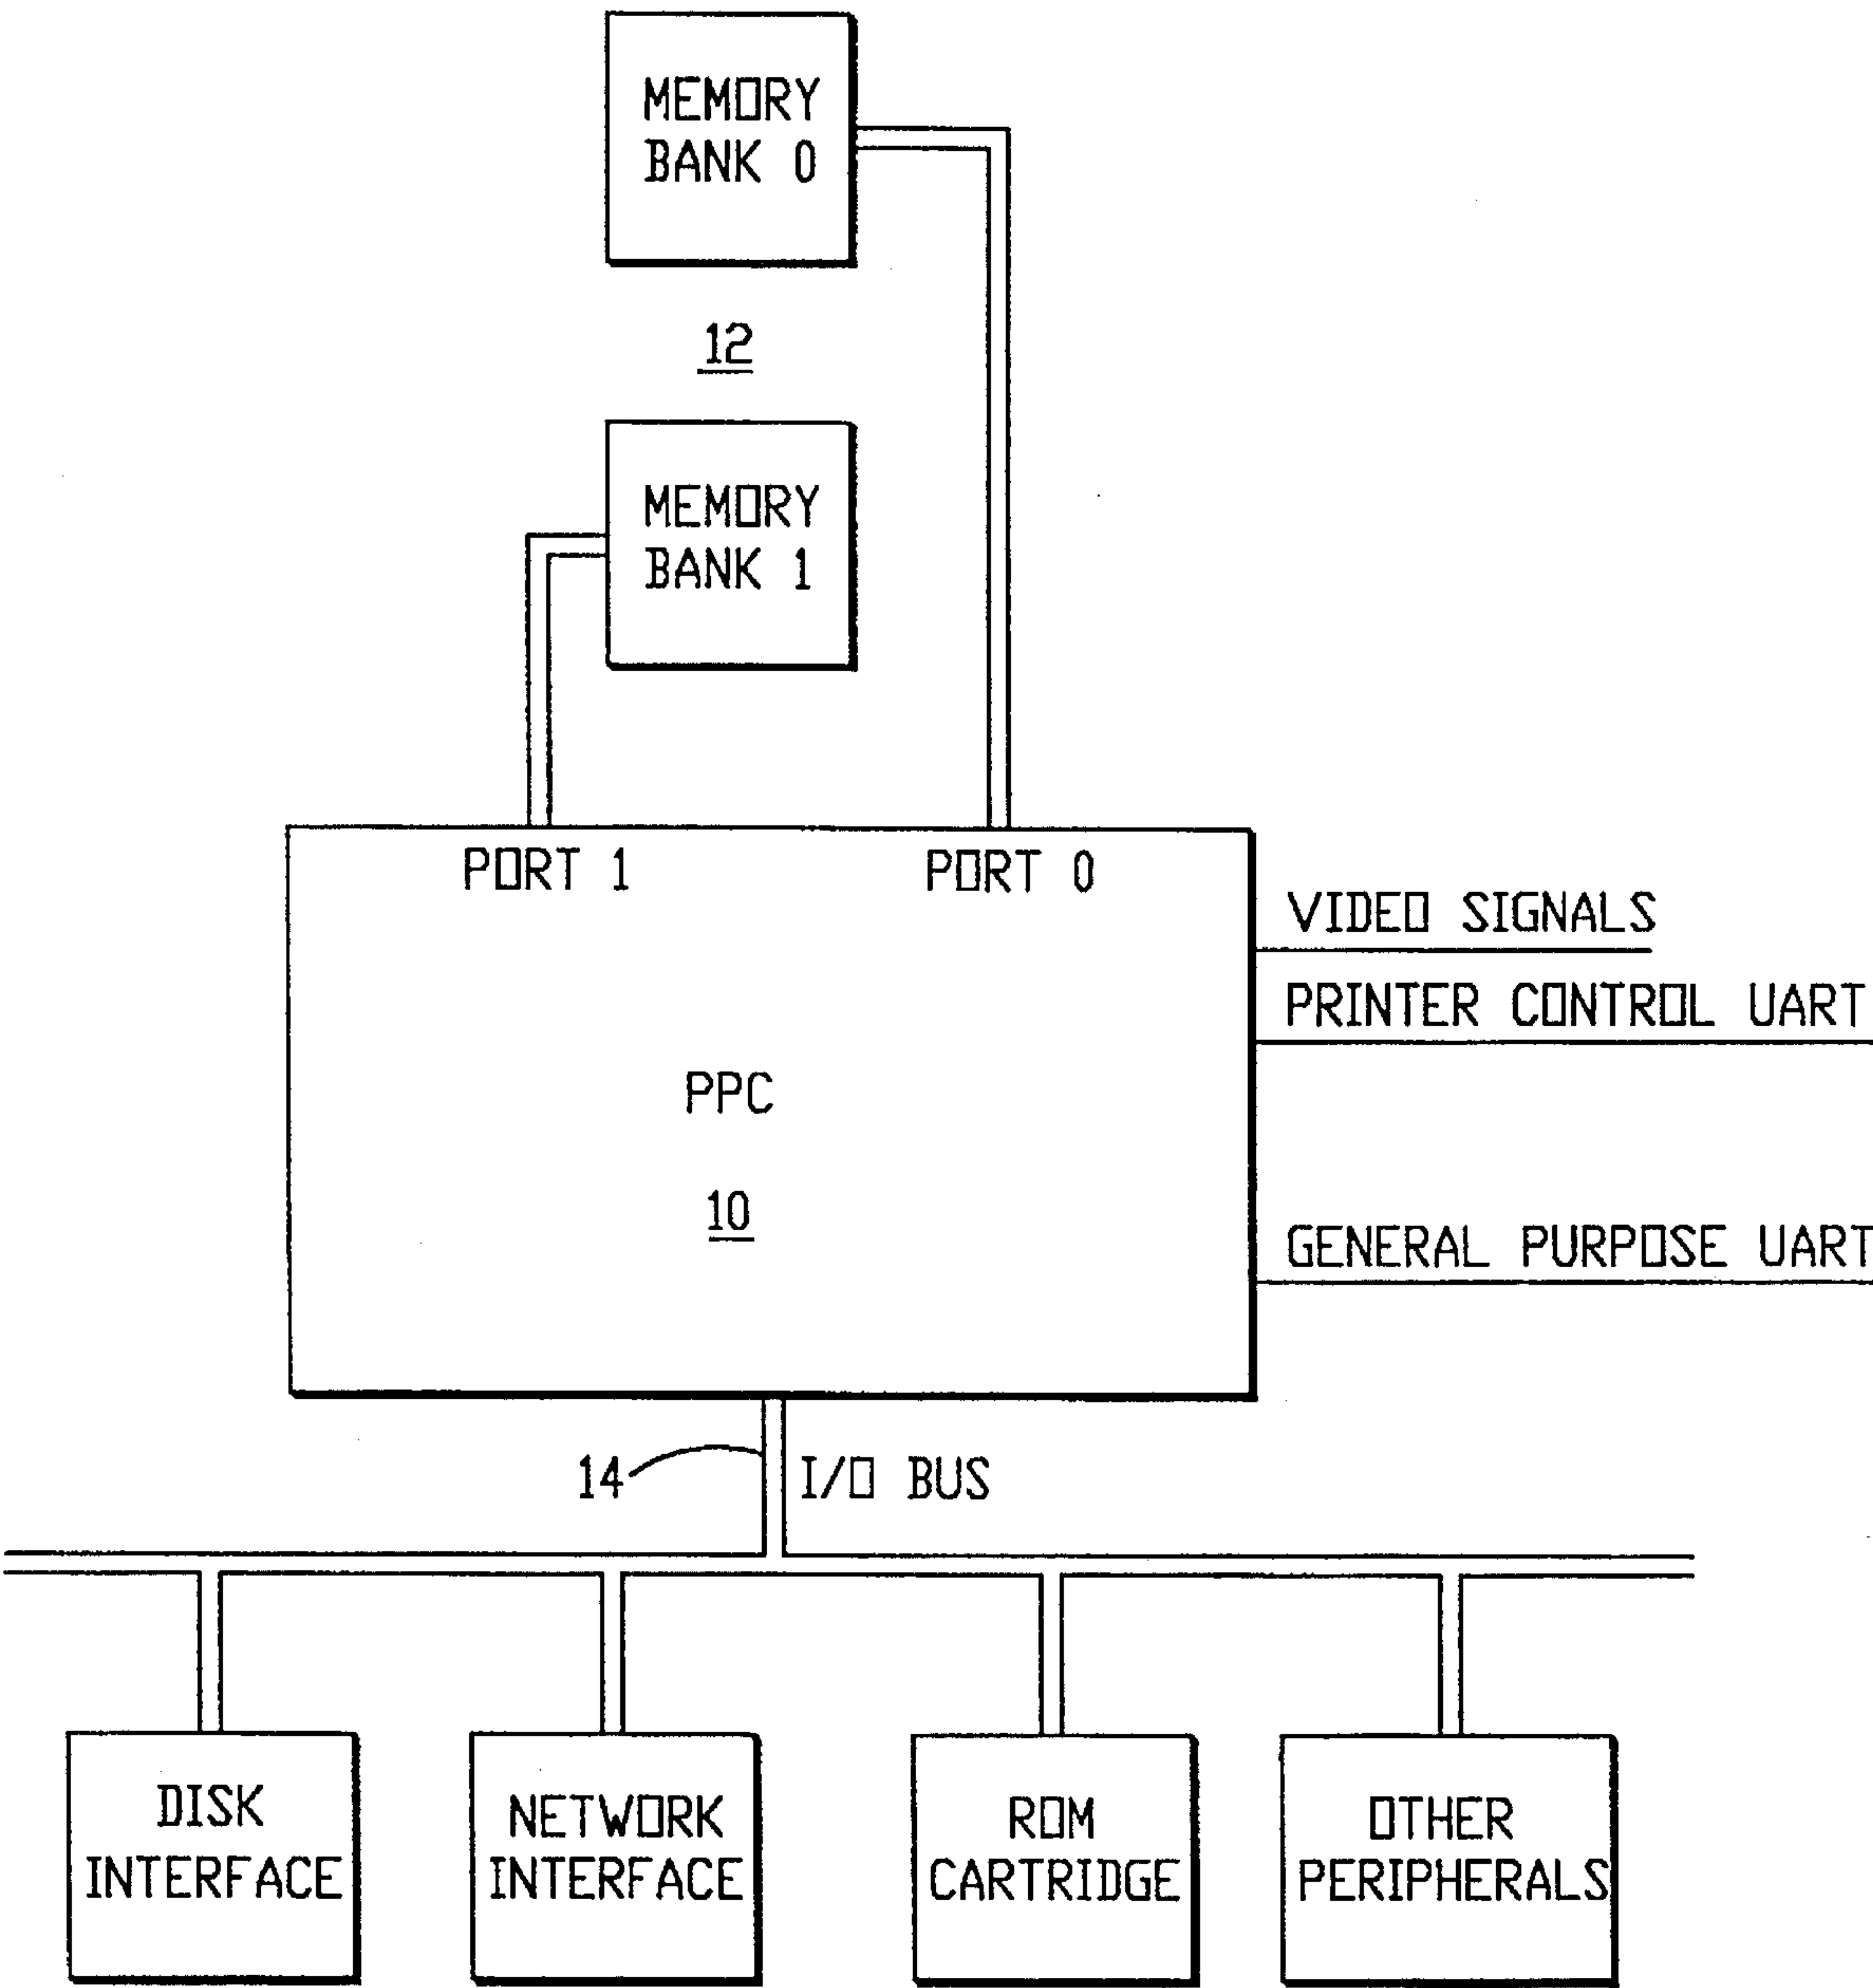 MEMORY
BANK 0
12
MEMORY
BANK 1
PORT 1
PORT 0
VIDEO SIGNALS
PRINTER CONTROL UART
PPC
10
GENERAL PURPOSE UART
14
I/O BUS
DISK
INTERFACE
NETWORK
INTERFACE
ROM
CARTRIDGE
OTHER
PERIPHERALS